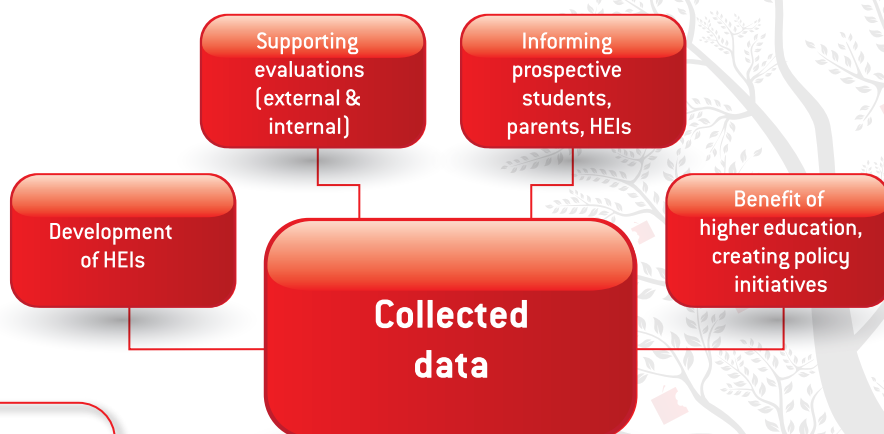 Supporting
evaluations
(external &
internal)
Informing
prospective
students,
parents, HEIs
Development
of HEIs
Benefit of
higher education,
creating policy
initiatives
Collected
data